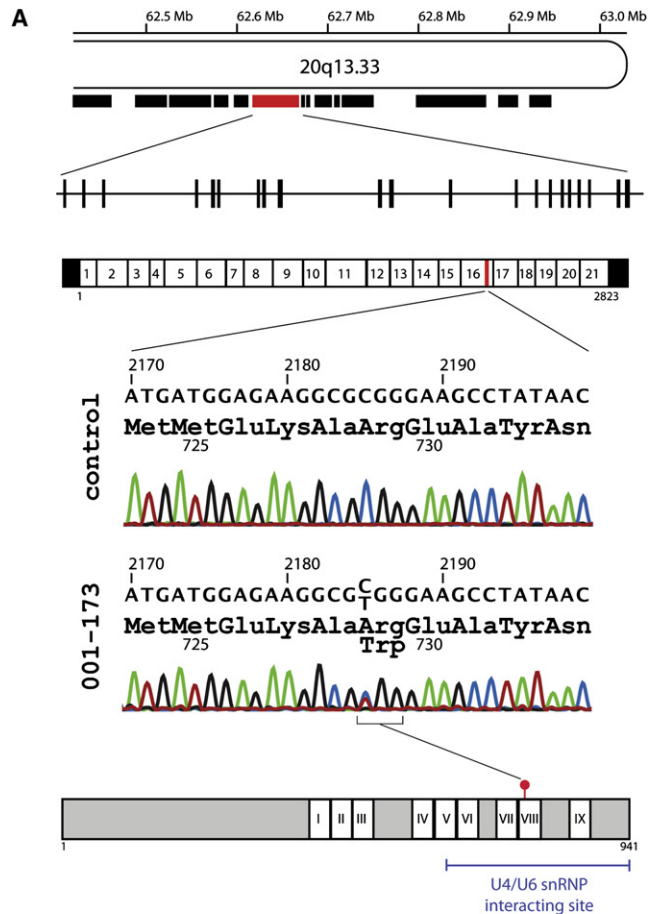 A
62.5 Mb 62.6 Mb 62.7 Mb 62.8 Mb 62.9 Mb 63.0 Mb
20q13.33
1 2 3 4 5 6 7 8 9 10 11 12 13 14 15 16 17 18 19 20 21
1 2823
control
2170 2180 2190
ATGATGGAGAAGGCGCGGGAAGCCTATAAC
MetMetGluLysAlaArgGluAlaTyrAsn
725 730
001-173
2170 2180 2190
C
ATGATGGAGAAGGCG GGGAAGCCTATAAC
T
MetMetGluLysAlaArgGluAlaTyrAsn
725 Trp 730
I II III IV V VI VII VIII IX
1 941
U4/U6 snRNP
interacting site